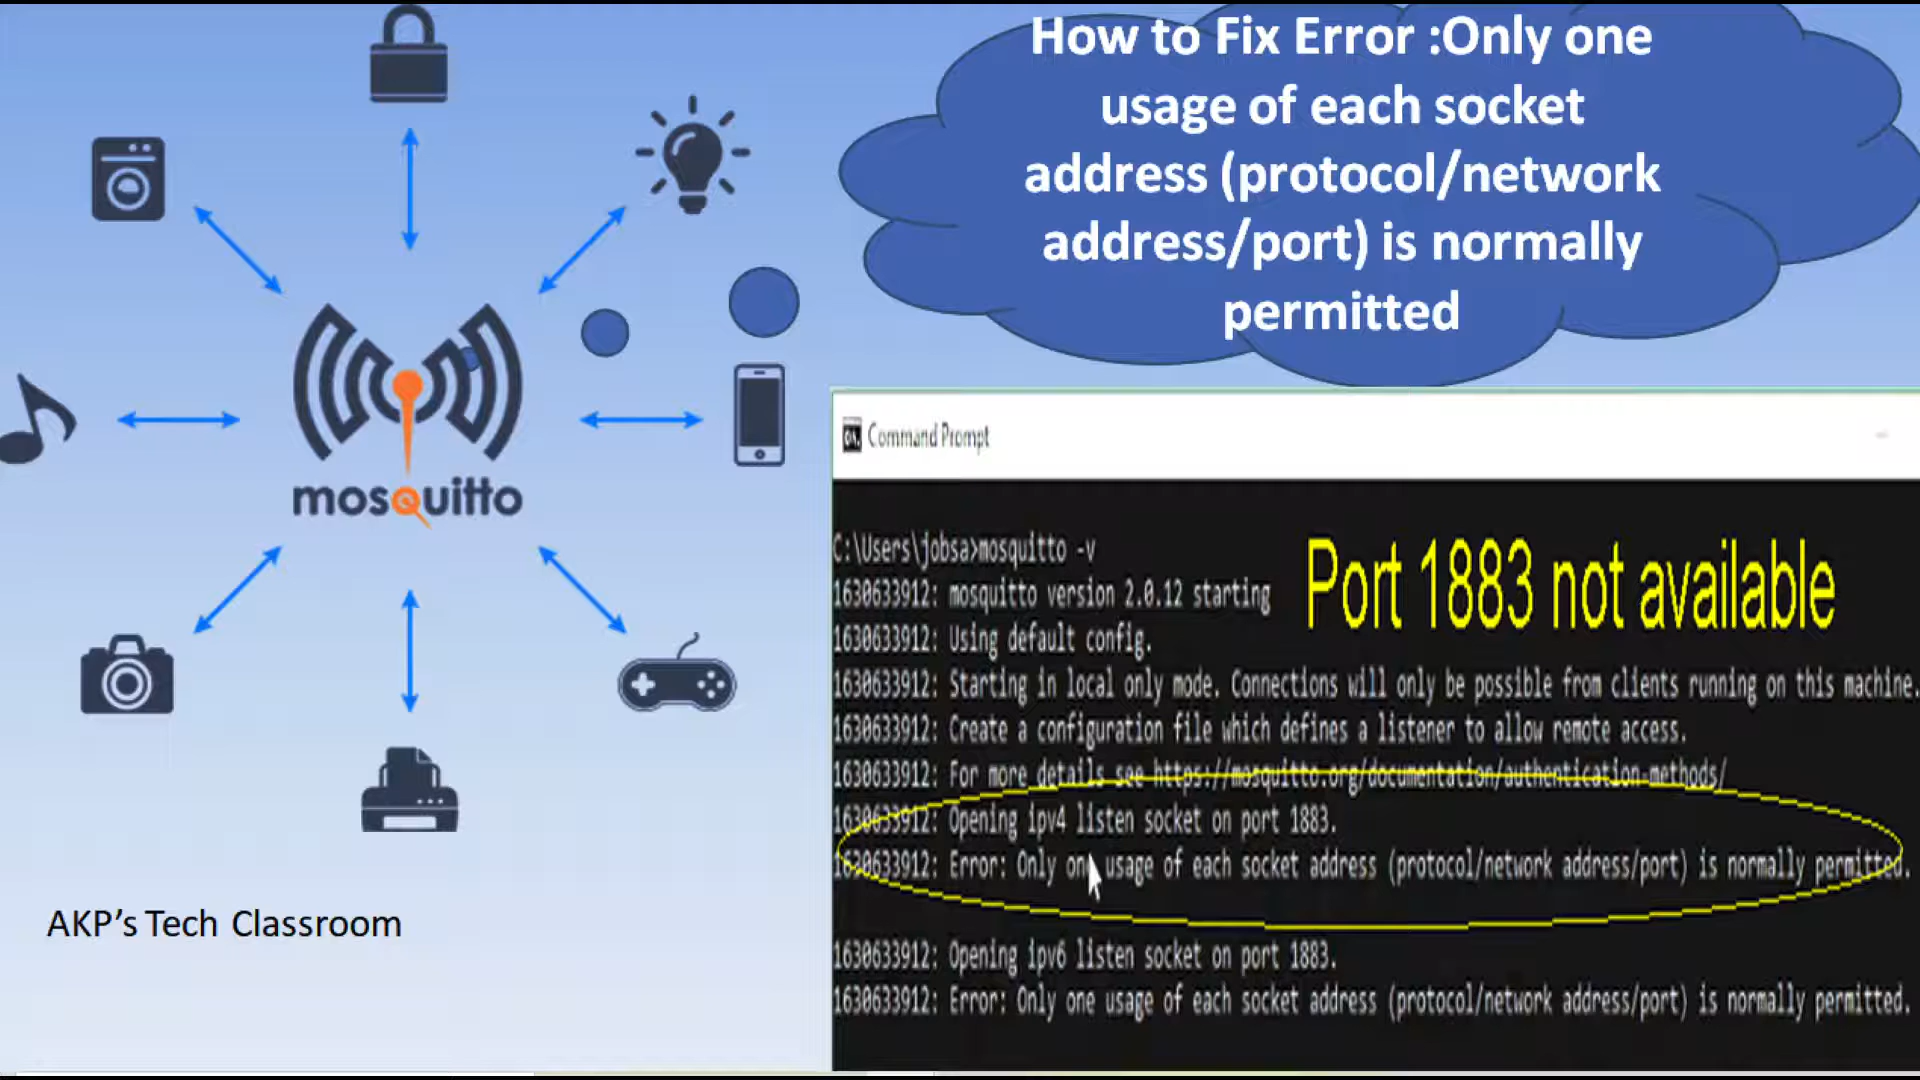 How to Fix Error :Only one
usage of each socket
address (protocol/network
address/port) is normally
permitted
mosquitto
AKP's Tech Classroom
Command Prompt
Port 1883 not available
C:\Users\jobsa>mosquitto -v
1630633912: mosquitto version 2.0.12 starting
1630633912: Using default config.
1630633912: Starting in local only mode. Connections will only be possible from clients running on this machine.
1630633912: Create a configuration file which defines a listener to allow remote access.
1630633912: For more details see https://mosquitto.org/documentation/authentication-methods/
1630633912: Opening ipv4 listen socket on port 1883.
1630633912: Error: Only one usage of each socket address (protocol/network address/port) is normally permitted.
1630633912: Opening ipv6 listen socket on port 1883.
1630633912: Error: Only one usage of each socket address (protocol/network address/port) is normally permitted.